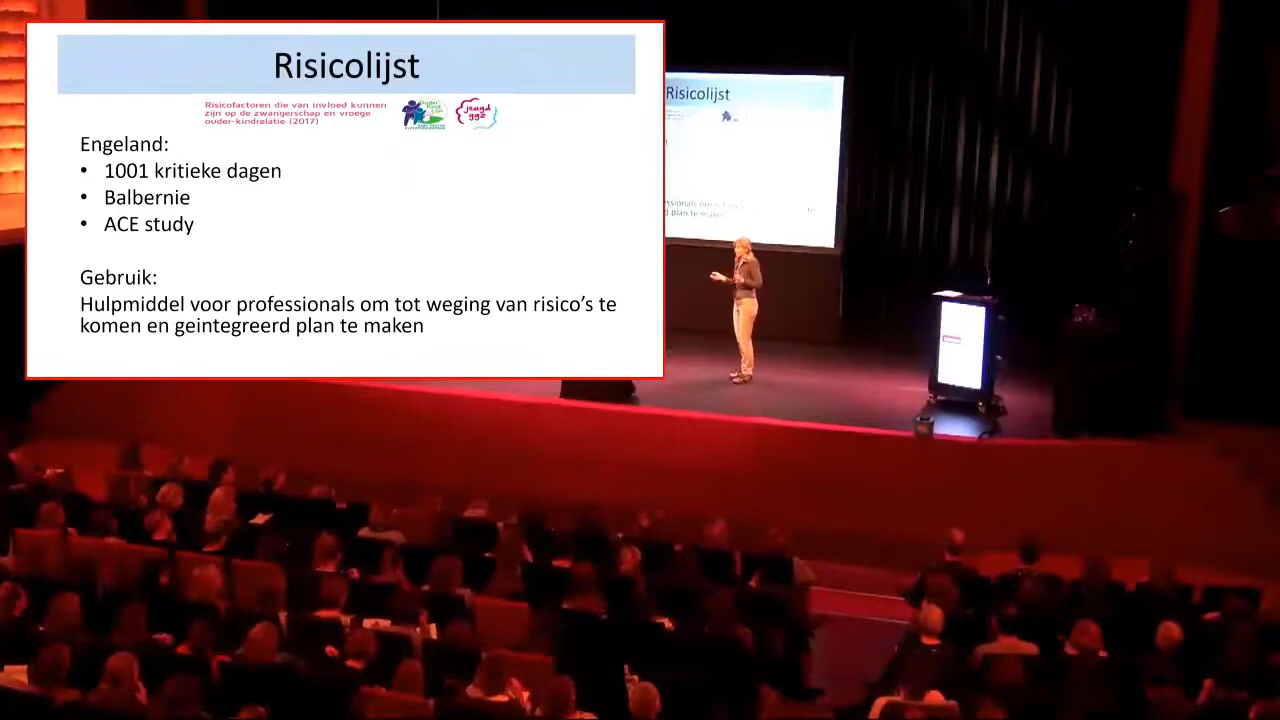 Risicolijst
Risicofactoren die van invloed kunnen
zijn op de zwangerschap en vroege
ouder-kindrelatie (2017)
jeugd
ggz
Engeland:
• 1001 kritieke dagen
• Balbernie
• ACE study
Gebruik:
Hulpmiddel voor professionals om tot weging van risico’s te
komen en geintegreerd plan te maken
Risicolijst